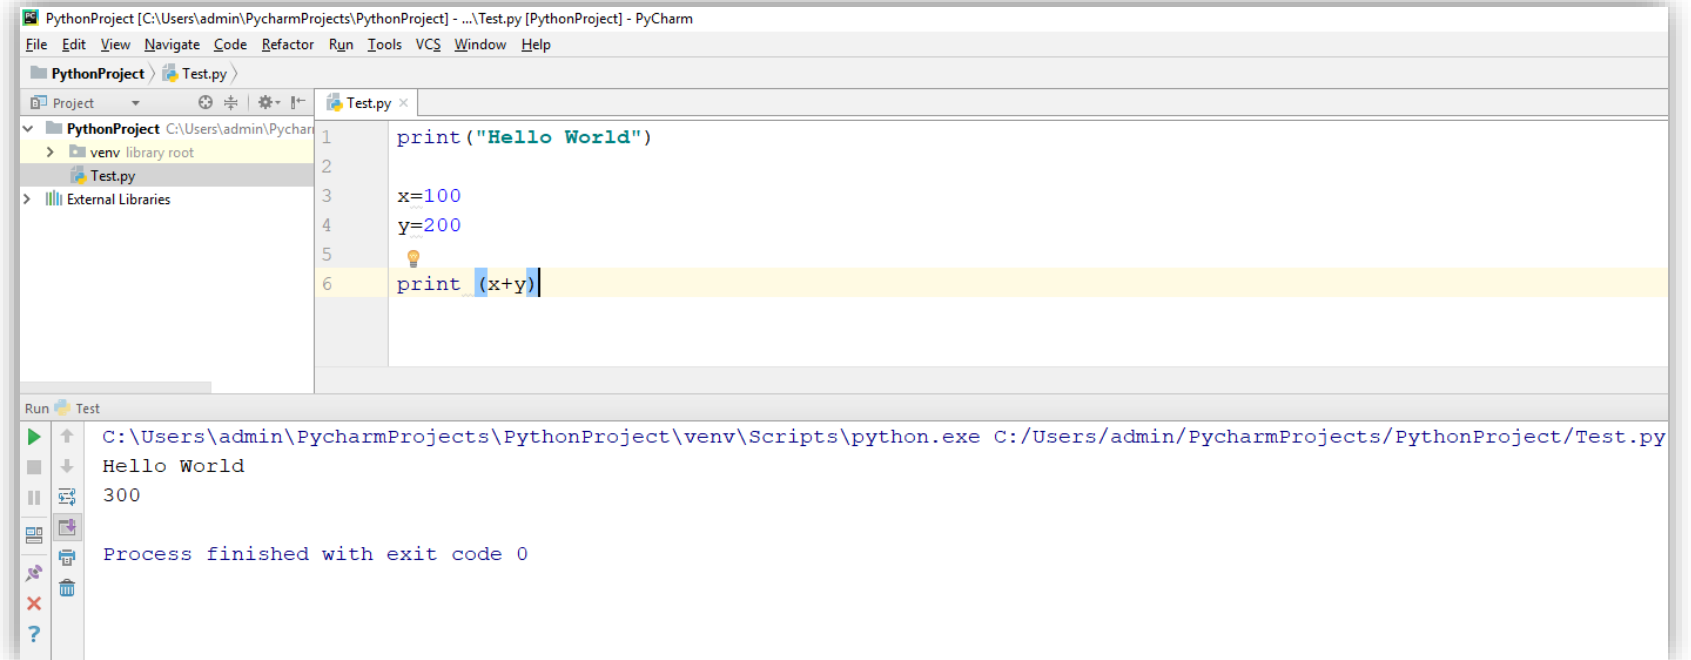 PythonProject [C:\Users\admin\PycharmProjects\PythonProject] - ...\Test.py [PythonProject] - PyCharm
File Edit View Navigate Code Refactor Run Tools VCS Window Help
PythonProject Test.py
Project
Test.py
PythonProject C:\Users\admin\Pycharm
venv library root
Test.py
External Libraries
1 print("Hello World")
2
3 x=100
4 y=200
5
6 print (x+y)
Run Test
C:\Users\admin\PycharmProjects\PythonProject\venv\Scripts\python.exe C:/Users/admin/PycharmProjects/PythonProject/Test.py
Hello World
300
Process finished with exit code 0